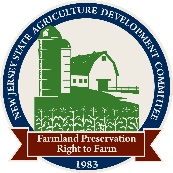 NEW JERSEY STATE AGRICULTURE DEVELOPMENT COMMITTEE
Farmland Preservation
Right to Farm
1983